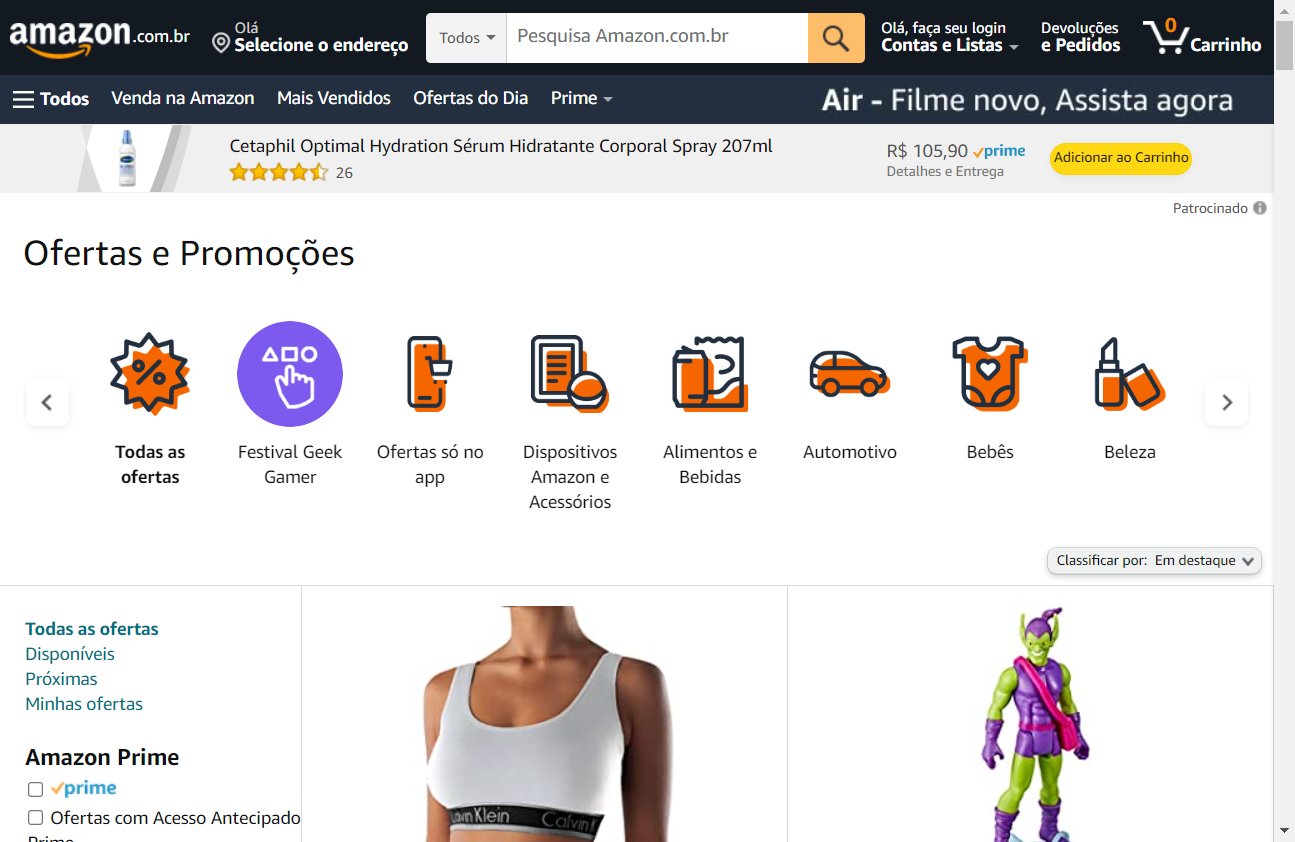 amazon.com.br
Olá
Selecione o endereço
Todos
Pesquisa Amazon.com.br
Olá, faça seu login
Contas e Listas
Devoluções
e Pedidos
0
Carrinho
Todos
Venda na Amazon
Mais Vendidos
Ofertas do Dia
Prime
Air - Filme novo, Assista agora
Cetaphil Optimal Hydration Sérum Hidratante Corporal Spray 207ml
26
R$ 105,90 prime
Detalhes e Entrega
Adicionar ao Carrinho
Patrocinado
Ofertas e Promoções
Todas as
ofertas
Festival Geek
Gamer
Ofertas só no
app
Dispositivos
Amazon e
Acessórios
Alimentos e
Bebidas
Automotivo
Bebês
Beleza
Classificar por: Em destaque
Todas as ofertas
Disponíveis
Próximas
Minhas ofertas
Amazon Prime
prime
Ofertas com Acesso Antecipado
Prime
Calvin Klein Calvin